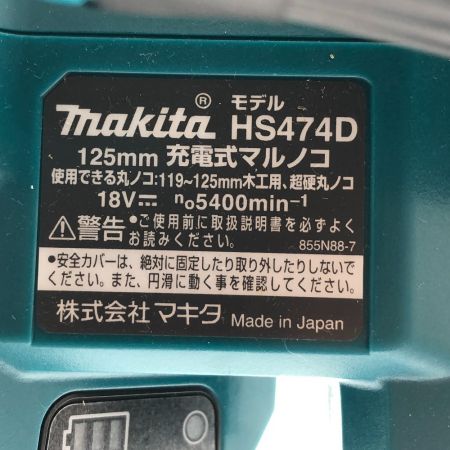 モデル
makita® HS474D
125mm 充電式マルノコ
使用できる丸ノコ:119~125mm木工用、超硬丸ノコ
18V⎓ n₀5400min⁻¹
⚠警告 ●ご使用前に取扱説明書を必ずよく
お読みください。 855N88-7
●安全カバーは、絶対に固定したり取り外したりしないで
ください。また、円滑に動く事を確認してください。
株式会社 マキタ Made in Japan